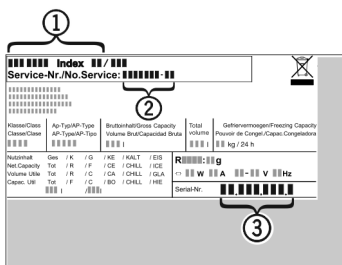 1
Index /
Service-Nr./No.Service: -
2
Klasse/Class Ap-Typ/AP-Type Bruttoinhalt/Gross Capacity Total Gefriervermoegen/Freezing Capacity
Classe/Clase AP-Type/AP-Tipo Volume Brut/Capacidad Bruta volume Pouvoir de Congel./Capac.Congeladora
l l kg / 24 h
Nutzinhalt Ges / K / G / KE / KALT / EIS
Net.Capacity Tot / R / F / CE / CHILL / ICE
Volume Utile Tot / R / C / CA / CHILL / GLA
Capac. Util Tot / F / C / BO / CHILL / HIE
l / l
R : g
W A - V Hz
Serial-Nr. . . .
3